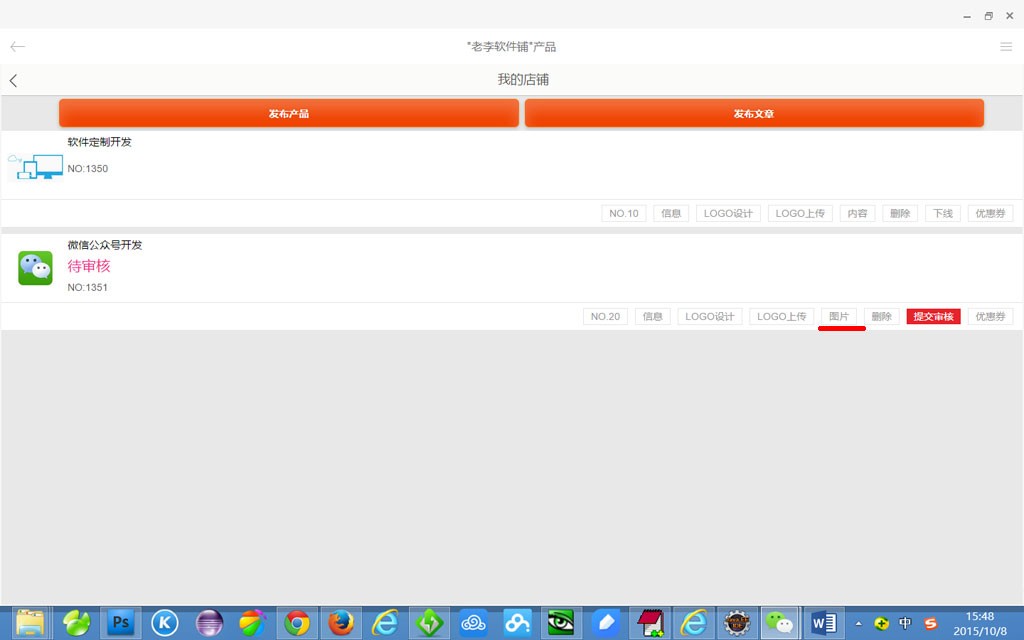 "老李软件铺"产品
我的店铺
发布产品 发布文章
软件定制开发
NO:1350
NO.10 信息 LOGO设计 LOGO上传 内容 删除 下线 优惠券
微信公众号开发
待审核
NO:1351
NO.20 信息 LOGO设计 LOGO上传 图片 删除 提交审核 优惠券
Ps K W 中 S 15:48
2015/10/8